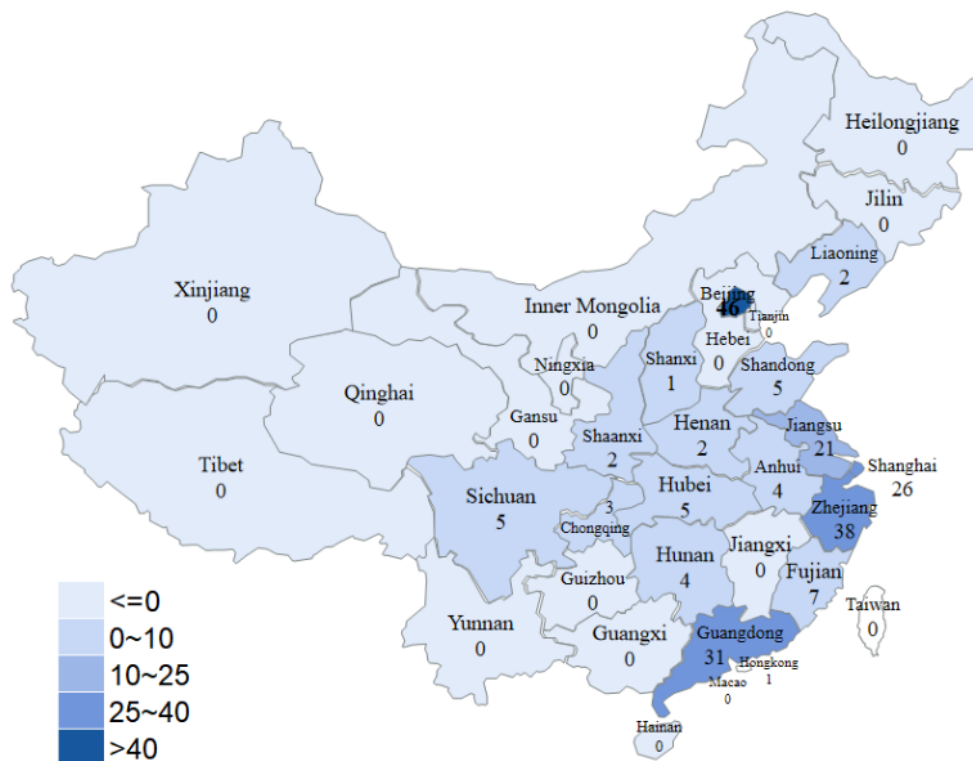 Heilongjiang
0
Jilin
0
Liaoning
2
Xinjiang
0
Inner Mongolia
0
Beijing
46
Tianjin
0
Hebei
0
Ningxia
0
Shanxi
1
Shandong
5
Qinghai
0
Gansu
0
Shaanxi
2
Henan
2
Jiangsu
21
Tibet
0
Anhui
4
Shanghai
26
Sichuan
5
3
Chongqing
Hubei
5
Zhejiang
38
Hunan
4
Jiangxi
0
Fujian
7
Guizhou
0
Taiwan
0
Yunnan
0
Guangxi
0
Guangdong
31
Hongkong
1
Macao
0
Hainan
0
<=0
0~10
10~25
25~40
>40